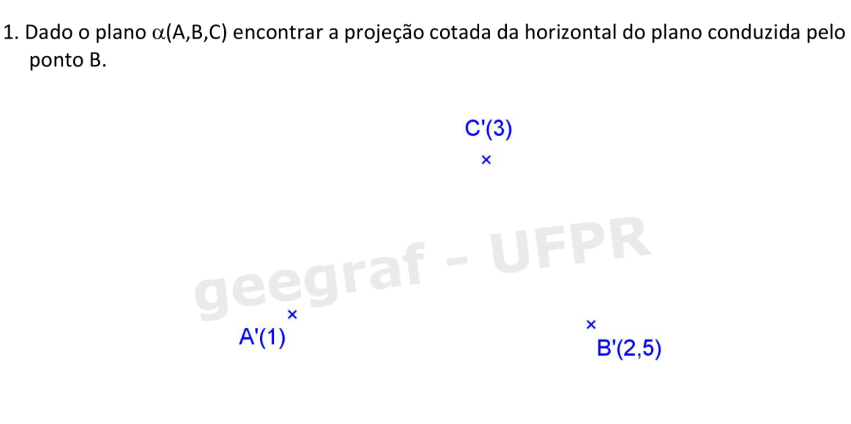 1. Dado o plano α(A,B,C) encontrar a projeção cotada da horizontal do plano conduzida pelo
ponto B.
C'(3)
geegraf - UFPR
A'(1)
B'(2,5)